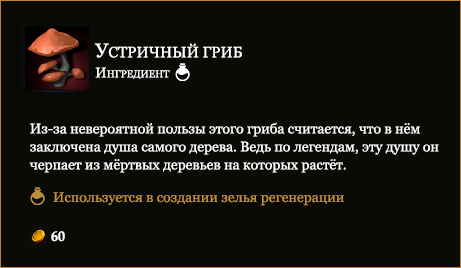 Устричный гриб
Ингредиент
Из-за невероятной пользы этого гриба считается, что в нём
заключена душа самого дерева. Ведь по легендам, эту душу он
черпает из мёртвых деревьев на которых растёт.
Используется в создании зелья регенерации
60